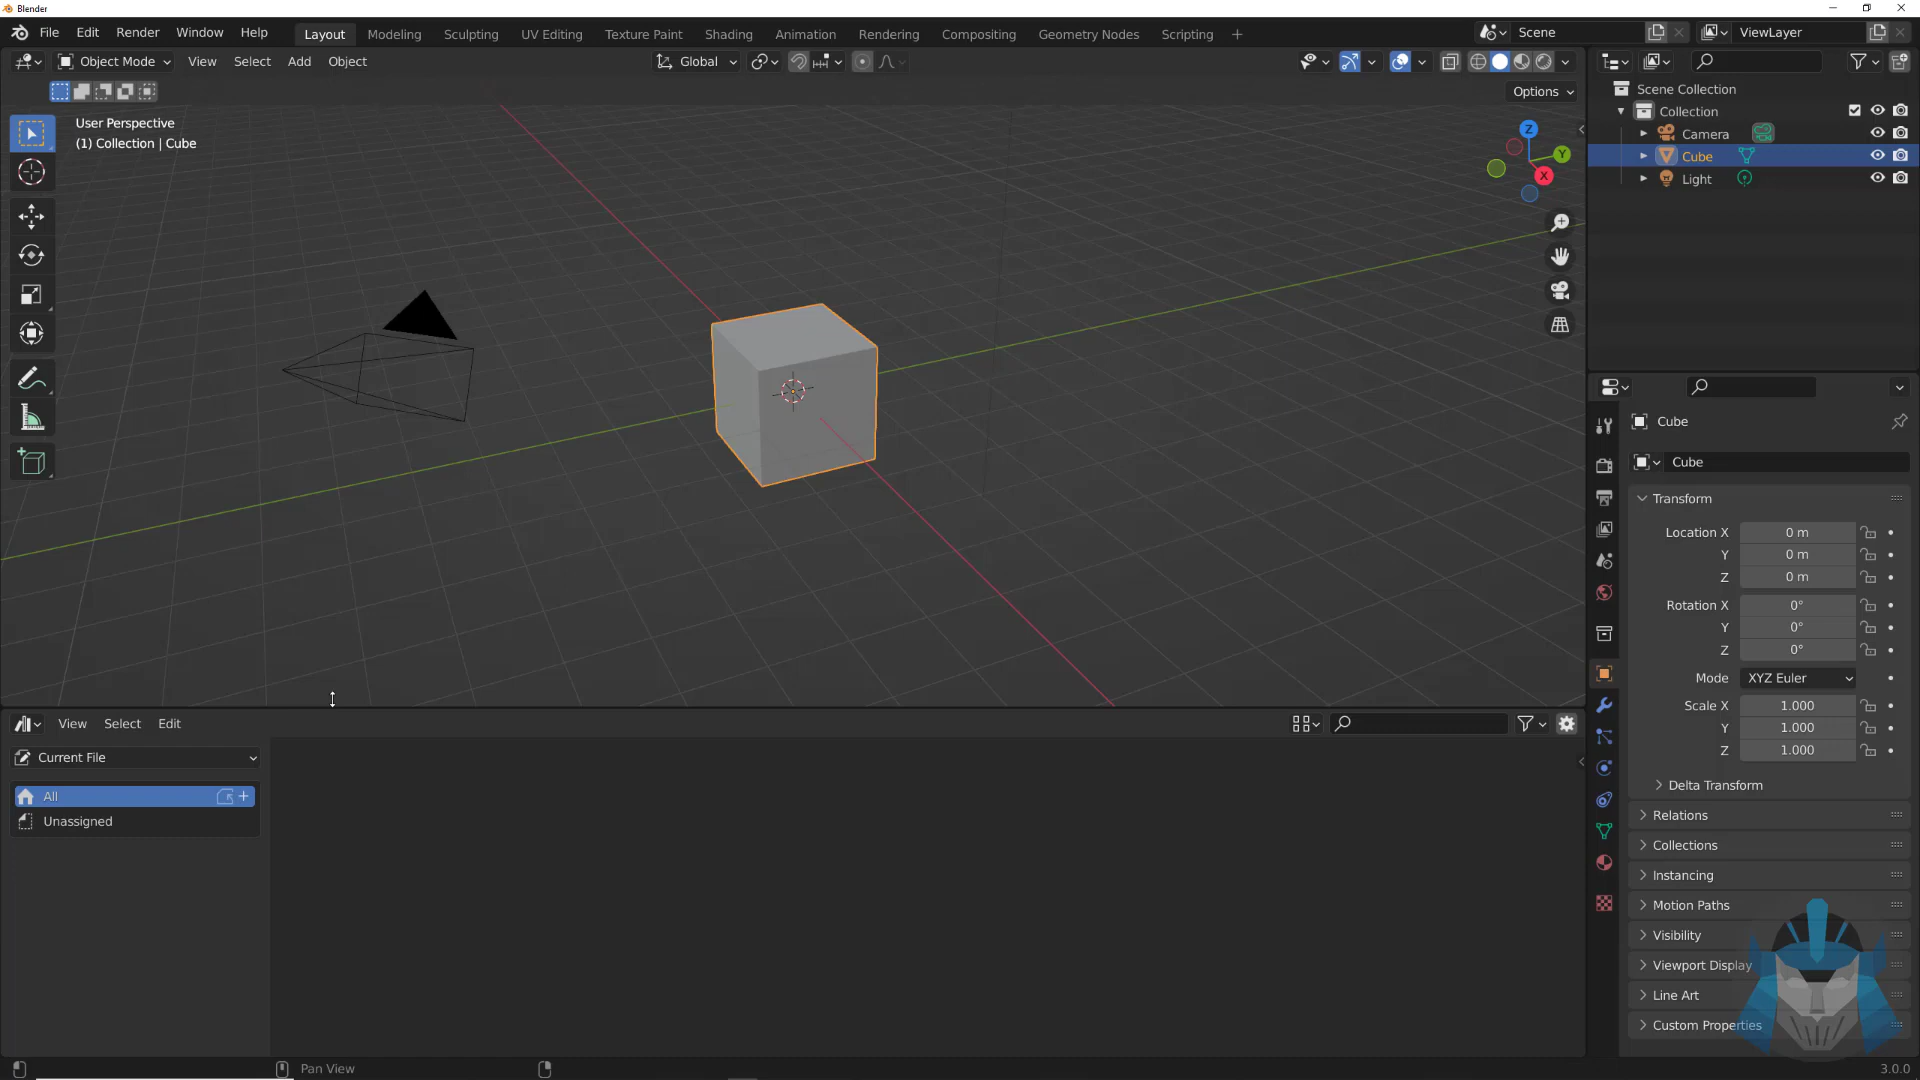 Blender
File Edit Render Window Help Layout Modeling Sculpting UV Editing Texture Paint Shading Animation Rendering Compositing Geometry Nodes Scripting + Scene ViewLayer
Object Mode View Select Add Object Global
Options
User Perspective
(1) Collection | Cube
Z
Y
X
Scene Collection
Collection
Camera
Cube
Light
Cube
Cube
Transform
Location X 0 m
Y 0 m
Z 0 m
Rotation X 0°
Y 0°
Z 0°
Mode XYZ Euler
Scale X 1.000
Y 1.000
Z 1.000
Delta Transform
Relations
Collections
Instancing
Motion Paths
Visibility
Viewport Display
Line Art
Custom Properties
View Select Edit
Current File
All
Unassigned
Pan View
3.0.0